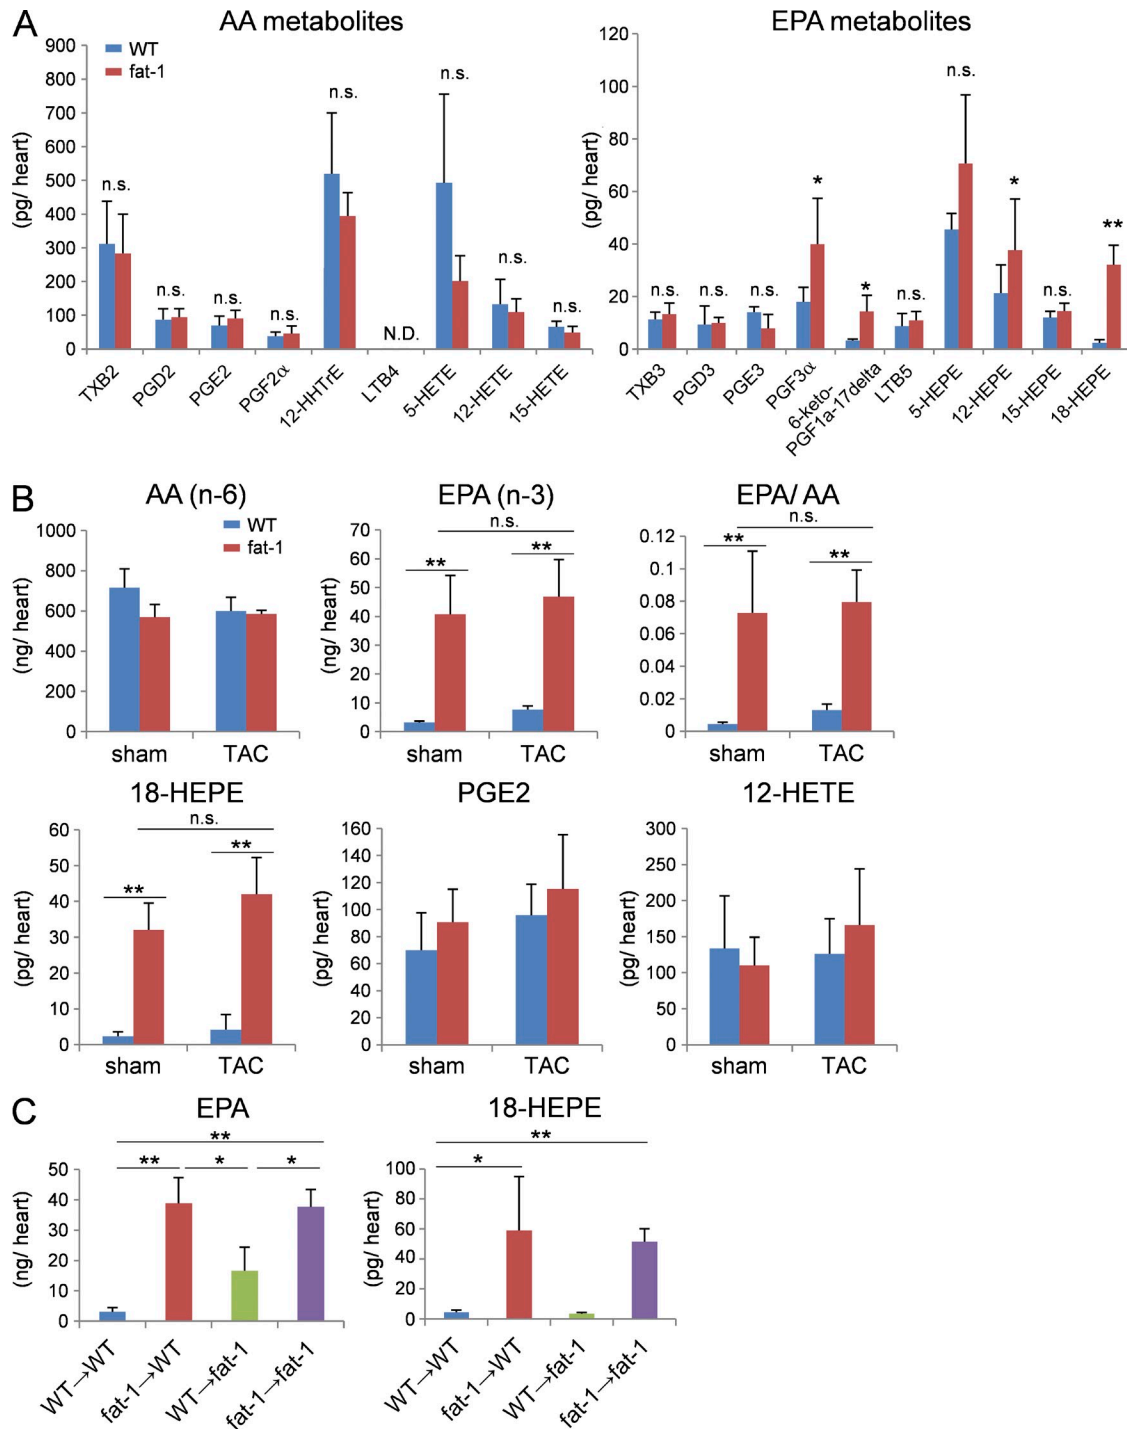 A
AA metabolites
EPA metabolites
WT
fat-1
(pg/ heart)
900
800
700
600
500
400
300
200
100
0
n.s.
n.s.
n.s.
n.s.
n.s.
N.D.
n.s.
n.s.
n.s.
TXB2
PGD2
PGE2
PGF2α
12-HHTrE
LTB4
5-HETE
12-HETE
15-HETE
(pg/ heart)
120
100
80
60
40
20
0
n.s.
n.s.
n.s.
*
*
n.s.
n.s.
*
n.s.
**
TXB3
PGD3
PGE3
PGF3α
6-keto-
PGF1a-17delta
LTB5
5-HEPE
12-HEPE
15-HEPE
18-HEPE
B
AA (n-6)
WT
fat-1
(ng/ heart)
1000
800
600
400
200
0
sham
TAC
EPA (n-3)
n.s.
**
**
(ng/ heart)
70
60
50
40
30
20
10
0
sham
TAC
EPA/ AA
n.s.
**
**
0.12
0.1
0.08
0.06
0.04
0.02
0
sham
TAC
18-HEPE
n.s.
**
**
(pg/ heart)
60
50
40
30
20
10
0
sham
TAC
PGE2
(pg/ heart)
160
140
120
100
80
60
40
20
0
sham
TAC
12-HETE
(pg/ heart)
300
250
200
150
100
50
0
sham
TAC
C
EPA
**
**
*
*
(ng/ heart)
50
40
30
20
10
0
WT→WT
fat-1→WT
WT→fat-1
fat-1→fat-1
18-HEPE
**
*
(pg/ heart)
100
80
60
40
20
0
WT→WT
fat-1→WT
WT→fat-1
fat-1→fat-1